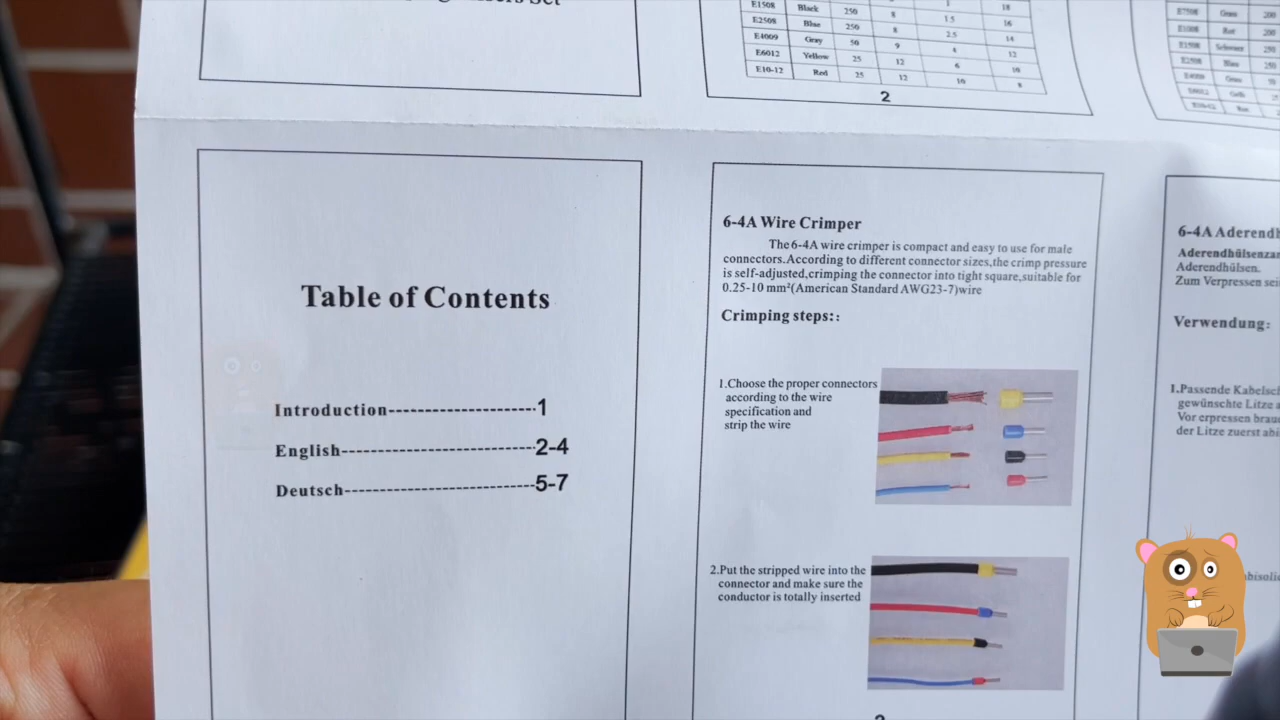 Set
E1508 Black 250 8 1 18
E2508 Blue 250 8 1.5 16
E4009 Gray 50 9 2.5 14
E6012 Yellow 25 12 4 12
E10-12 Red 25 12 6 10
10 8
2
Table of Contents
Introduction-----------------------1
English------------------------------2-4
Deutsch-----------------------------5-7
6-4A Wire Crimper
The6-4A wire crimper is compact and easy to use for male
connectors.According to different connector sizes,the crimp pressure
is self-adjusted,crimping the connector into tight square,suitable for
0.25-10 mm²(American Standard AWG23-7)wire
Crimping steps::
1.Choose the proper connectors
according to the wire
specification and
strip the wire
2.Put the stripped wire into the
connector and make sure the
conductor is totally inserted
6-4A Aderendh
Aderendhülsenza
Aderendhülsen.
Zum Verpressen sei
Verwendung:
1.Passende Kabelsch
gewünschte Litze a
Vor erpressen brau
der Litze zuerst abi
abisolie